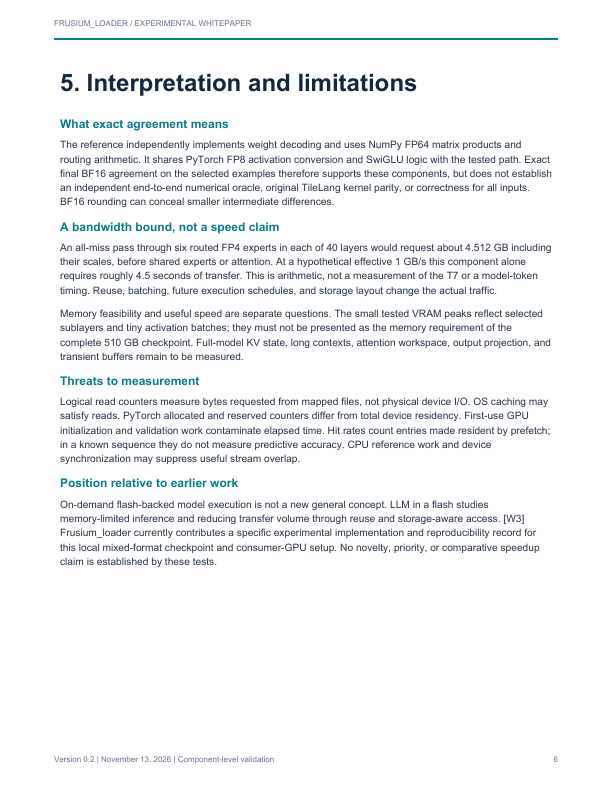 FRUSIUM_LOADER / EXPERIMENTAL WHITEPAPER
5. Interpretation and limitations
What exact agreement means
The reference independently implements weight decoding and uses NumPy FP64 matrix products and
routing arithmetic. It shares PyTorch FP8 activation conversion and SwiGLU logic with the tested path. Exact
final BF16 agreement on the selected examples therefore supports these components, but does not establish
an independent end-to-end numerical oracle, original TileLang kernel parity, or correctness for all inputs.
BF16 rounding can conceal smaller intermediate differences.
A bandwidth bound, not a speed claim
An all-miss pass through six routed FP4 experts in each of 40 layers would request about 4.512 GB including
their scales, before shared experts or attention. At a hypothetical effective 1 GB/s this component alone
requires roughly 4.5 seconds of transfer. This is arithmetic, not a measurement of the T7 or a model-token
timing. Reuse, batching, future execution schedules, and storage layout change the actual traffic.
Memory feasibility and useful speed are separate questions. The small tested VRAM peaks reflect selected
sublayers and tiny activation batches; they must not be presented as the memory requirement of the
complete 510 GB checkpoint. Full-model KV state, long contexts, attention workspace, output projection, and
transient buffers remain to be measured.
Threats to measurement
Logical read counters measure bytes requested from mapped files, not physical device I/O. OS caching may
satisfy reads. PyTorch allocated and reserved counters differ from total device residency. First-use GPU
initialization and validation work contaminate elapsed time. Hit rates count entries made resident by prefetch;
in a known sequence they do not measure predictive accuracy. CPU reference work and device
synchronization may suppress useful stream overlap.
Position relative to earlier work
On-demand flash-backed model execution is not a new general concept. LLM in a flash studies
memory-limited inference and reducing transfer volume through reuse and storage-aware access. [W3]
Frusium_loader currently contributes a specific experimental implementation and reproducibility record for
this local mixed-format checkpoint and consumer-GPU setup. No novelty, priority, or comparative speedup
claim is established by these tests.
Version 0.2 | November 13, 2026 | Component-level validation
6